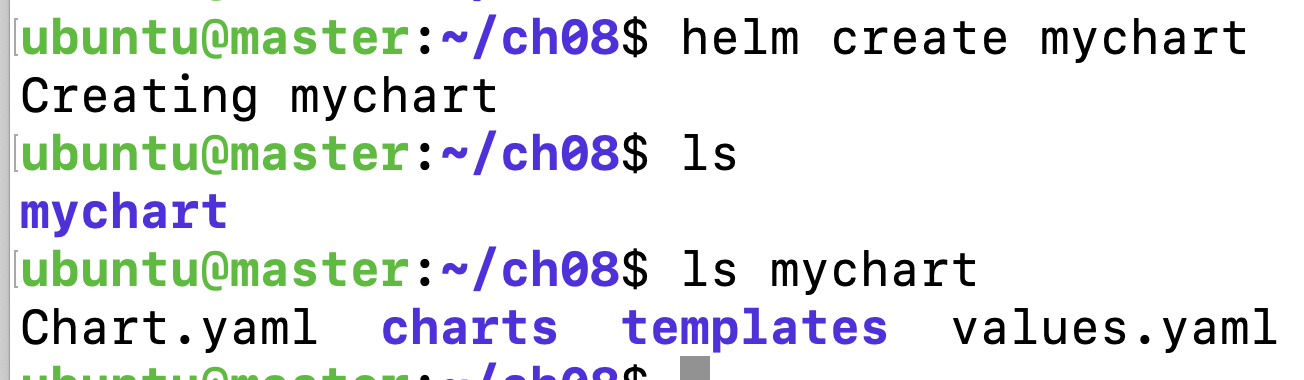 ubuntu@master:~/ch08$ helm create mychart
Creating mychart
ubuntu@master:~/ch08$ ls
mychart
ubuntu@master:~/ch08$ ls mychart
Chart.yaml  charts  templates  values.yaml
ubuntu@master:~/ch08$